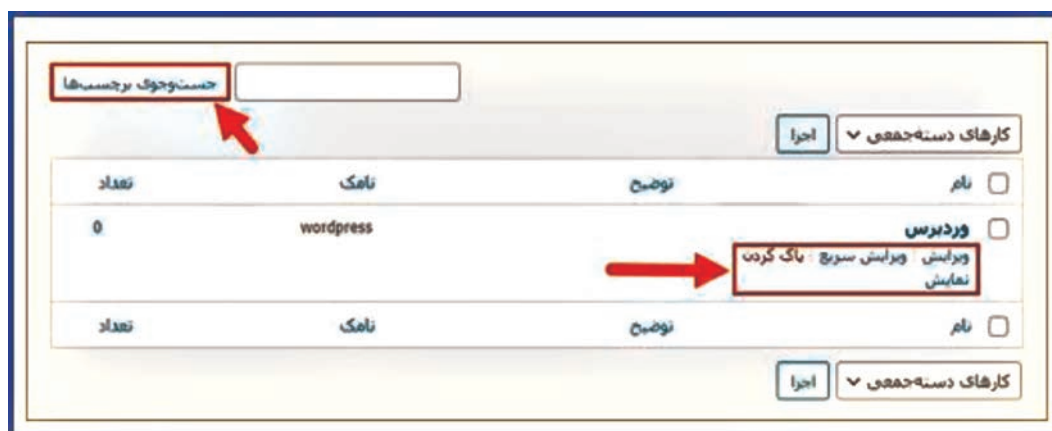 جست‌وجوی برچسب‌ها
کارهای دسته‌جمعی اجرا
نام توضیح نامک تعداد
وردپرس wordpress 0
ویرایش | ویرایش سریع | پاک کردن
نمایش
نام توضیح نامک تعداد
کارهای دسته‌جمعی اجرا